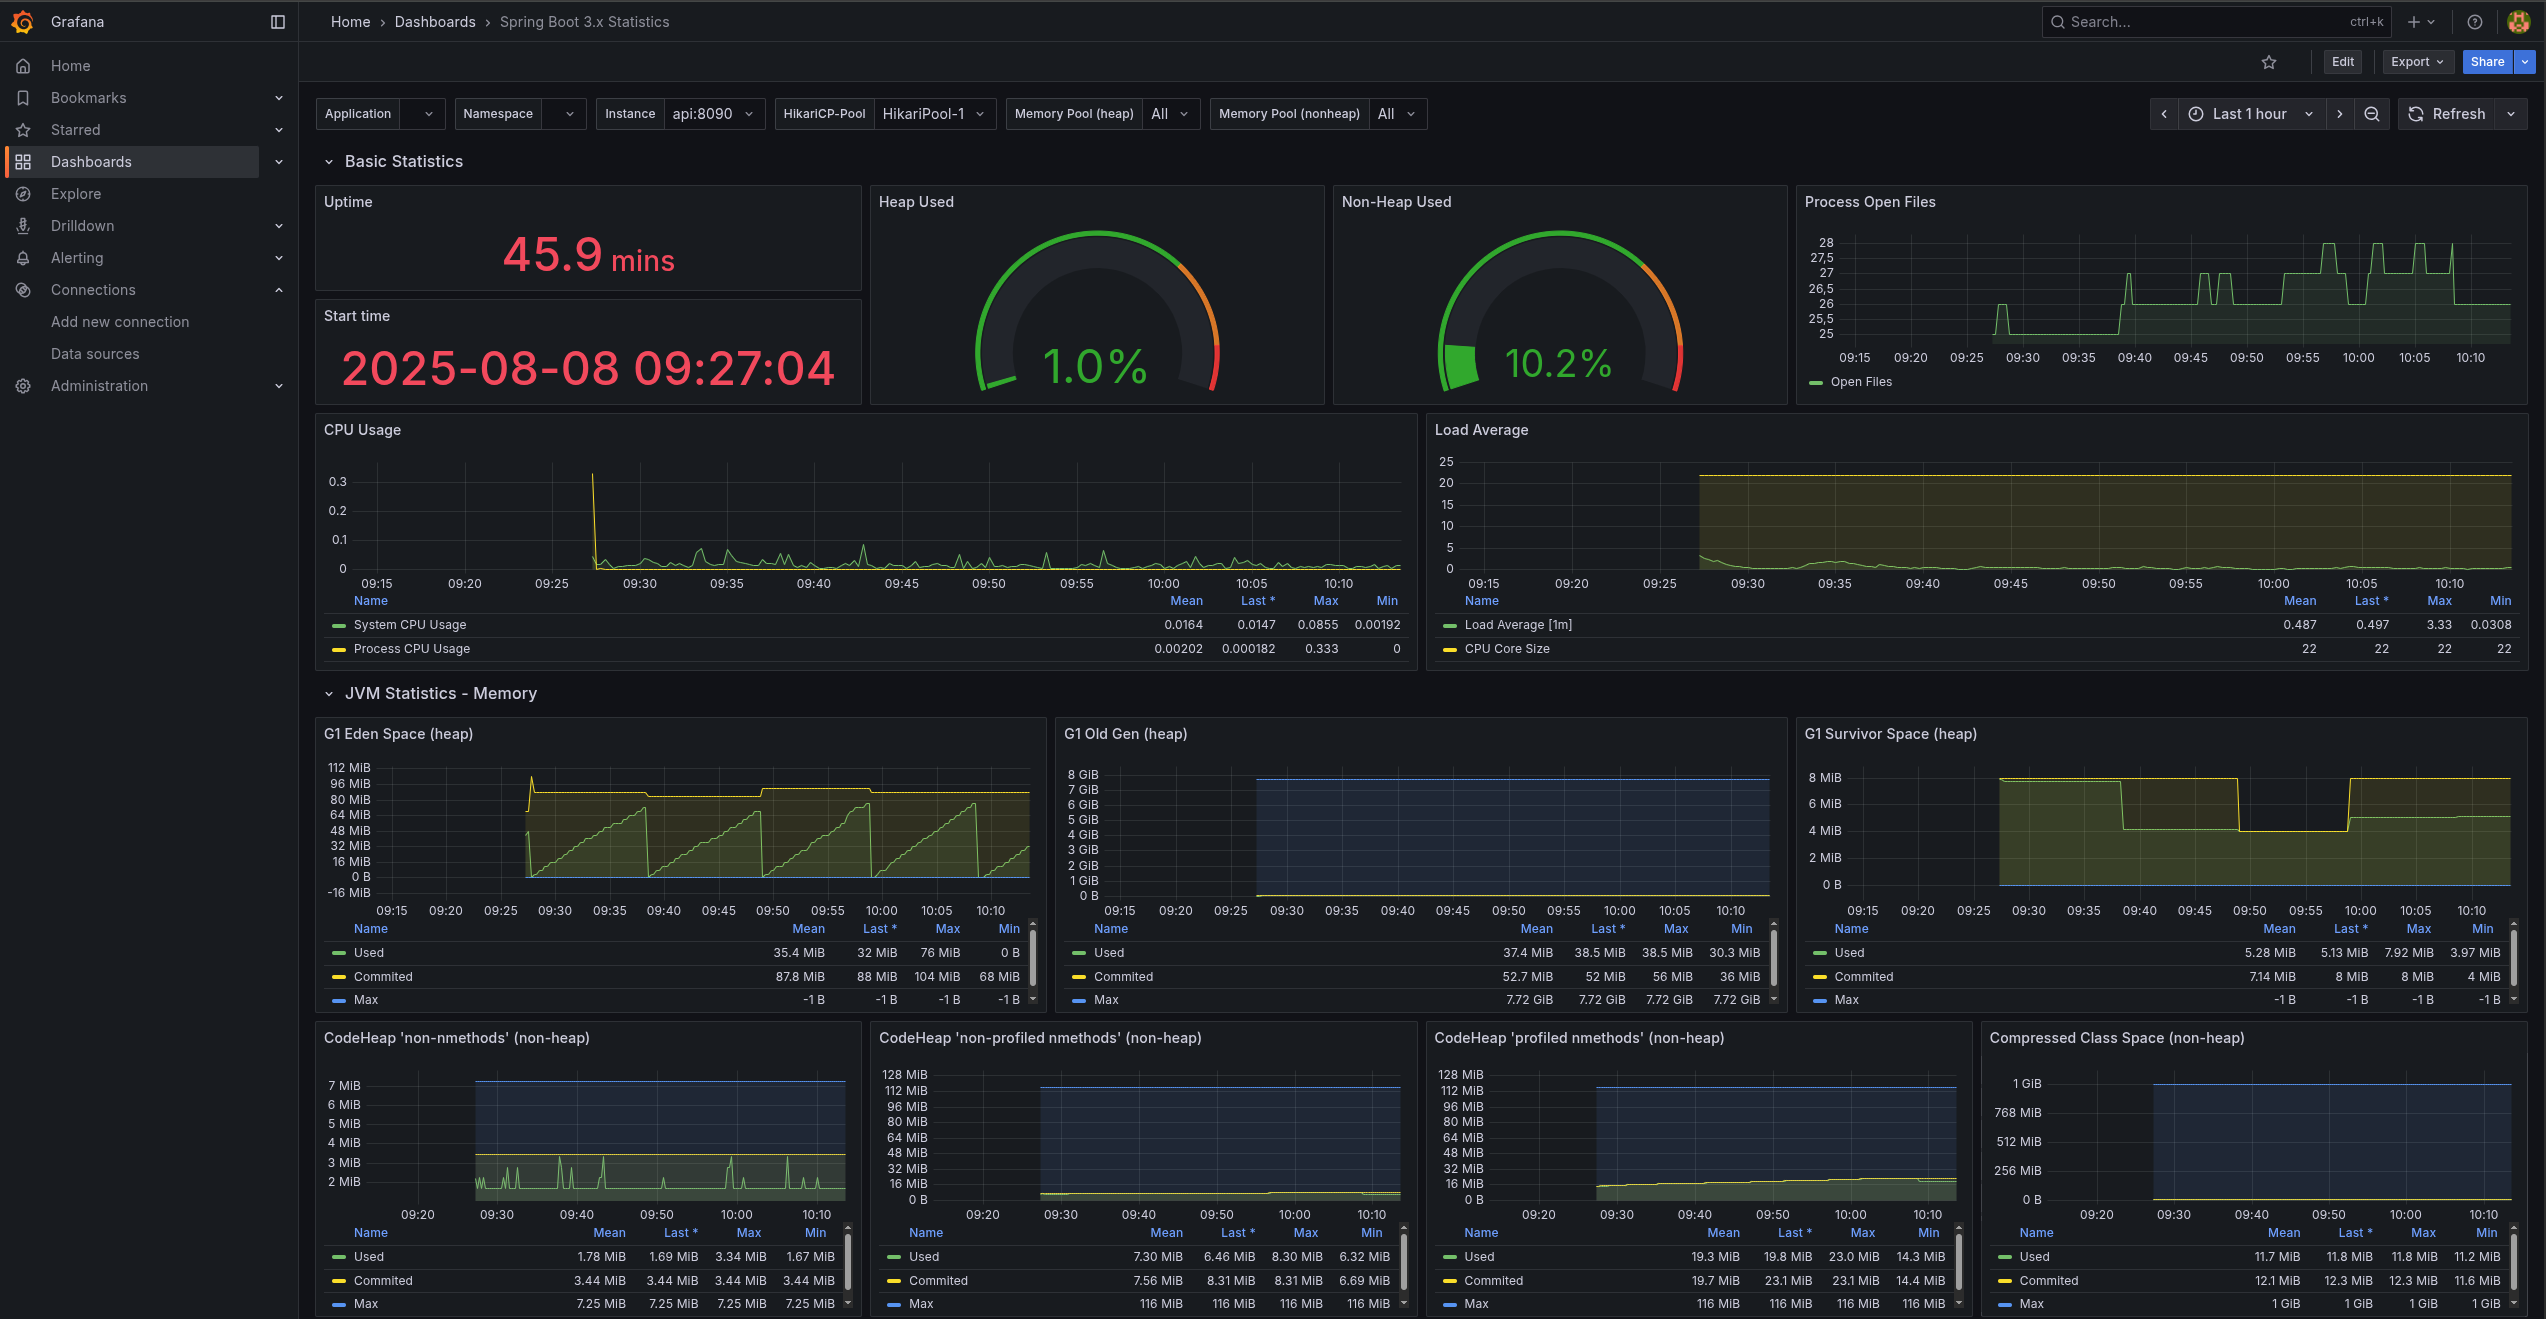 Grafana
Home › Dashboards › Spring Boot 3.x Statistics
Search... ctrl+k
Home
Bookmarks
Starred
Dashboards
Explore
Drilldown
Alerting
Connections
Add new connection
Data sources
Administration
Edit Export Share
Application Namespace Instance api:8090 HikariCP-Pool HikariPool-1 Memory Pool (heap) All Memory Pool (nonheap) All
Last 1 hour Refresh
Basic Statistics
Uptime
45.9 mins
Start time
2025-08-08 09:27:04
Heap Used
1.0%
Non-Heap Used
10.2%
Process Open Files
28
27,5
27
26,5
26
25,5
25
09:15 09:20 09:25 09:30 09:35 09:40 09:45 09:50 09:55 10:00 10:05 10:10
Open Files
CPU Usage
0.3
0.2
0.1
0
09:15 09:20 09:25 09:30 09:35 09:40 09:45 09:50 09:55 10:00 10:05 10:10
Name Mean Last * Max Min
System CPU Usage 0.0164 0.0147 0.0855 0.00192
Process CPU Usage 0.00202 0.000182 0.333 0
Load Average
25
20
15
10
5
0
09:15 09:20 09:25 09:30 09:35 09:40 09:45 09:50 09:55 10:00 10:05 10:10
Name Mean Last * Max Min
Load Average [1m] 0.487 0.497 3.33 0.0308
CPU Core Size 22 22 22 22
JVM Statistics - Memory
G1 Eden Space (heap)
112 MiB
96 MiB
80 MiB
64 MiB
48 MiB
32 MiB
16 MiB
0 B
-16 MiB
09:15 09:20 09:25 09:30 09:35 09:40 09:45 09:50 09:55 10:00 10:05 10:10
Name Mean Last * Max Min
Used 35.4 MiB 32 MiB 76 MiB 0 B
Commited 87.8 MiB 88 MiB 104 MiB 68 MiB
Max -1 B -1 B -1 B -1 B
G1 Old Gen (heap)
8 GiB
7 GiB
6 GiB
5 GiB
4 GiB
3 GiB
2 GiB
1 GiB
0 B
09:15 09:20 09:25 09:30 09:35 09:40 09:45 09:50 09:55 10:00 10:05 10:10
Name Mean Last * Max Min
Used 37.4 MiB 38.5 MiB 38.5 MiB 30.3 MiB
Commited 52.7 MiB 52 MiB 56 MiB 36 MiB
Max 7.72 GiB 7.72 GiB 7.72 GiB 7.72 GiB
G1 Survivor Space (heap)
8 MiB
6 MiB
4 MiB
2 MiB
0 B
09:15 09:20 09:25 09:30 09:35 09:40 09:45 09:50 09:55 10:00 10:05 10:10
Name Mean Last * Max Min
Used 5.28 MiB 5.13 MiB 7.92 MiB 3.97 MiB
Commited 7.14 MiB 8 MiB 8 MiB 4 MiB
Max -1 B -1 B -1 B -1 B
CodeHeap 'non-nmethods' (non-heap)
7 MiB
6 MiB
5 MiB
4 MiB
3 MiB
2 MiB
09:20 09:30 09:40 09:50 10:00 10:10
Name Mean Last * Max Min
Used 1.78 MiB 1.69 MiB 3.34 MiB 1.67 MiB
Commited 3.44 MiB 3.44 MiB 3.44 MiB 3.44 MiB
Max 7.25 MiB 7.25 MiB 7.25 MiB 7.25 MiB
CodeHeap 'non-profiled nmethods' (non-heap)
128 MiB
112 MiB
96 MiB
80 MiB
64 MiB
48 MiB
32 MiB
16 MiB
0 B
09:20 09:30 09:40 09:50 10:00 10:10
Name Mean Last * Max Min
Used 7.30 MiB 6.46 MiB 8.30 MiB 6.32 MiB
Commited 7.56 MiB 8.31 MiB 8.31 MiB 6.69 MiB
Max 116 MiB 116 MiB 116 MiB 116 MiB
CodeHeap 'profiled nmethods' (non-heap)
128 MiB
112 MiB
96 MiB
80 MiB
64 MiB
48 MiB
32 MiB
16 MiB
0 B
09:20 09:30 09:40 09:50 10:00 10:10
Name Mean Last * Max Min
Used 19.3 MiB 19.8 MiB 23.0 MiB 14.3 MiB
Commited 19.7 MiB 23.1 MiB 23.1 MiB 14.4 MiB
Max 116 MiB 116 MiB 116 MiB 116 MiB
Compressed Class Space (non-heap)
1 GiB
768 MiB
512 MiB
256 MiB
0 B
09:20 09:30 09:40 09:50 10:00 10:10
Name Mean Last * Max Min
Used 11.7 MiB 11.8 MiB 11.8 MiB 11.2 MiB
Commited 12.1 MiB 12.3 MiB 12.3 MiB 11.6 MiB
Max 1 GiB 1 GiB 1 GiB 1 GiB